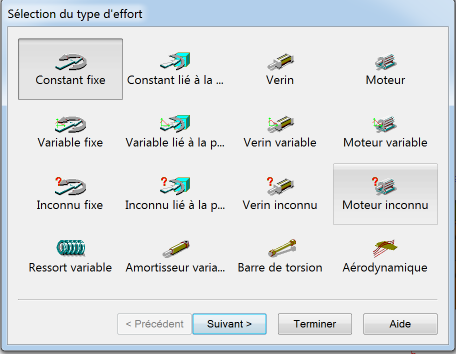 Sélection du type d'effort
Constant fixe
Constant lié à la ...
Verin
Moteur
Variable fixe
Variable lié à la p...
Verin variable
Moteur variable
Inconnu fixe
Inconnu lié à la p...
Verin inconnu
Moteur inconnu
Ressort variable
Amortisseur varia...
Barre de torsion
Aérodynamique
< Précédent
Suivant >
Terminer
Aide